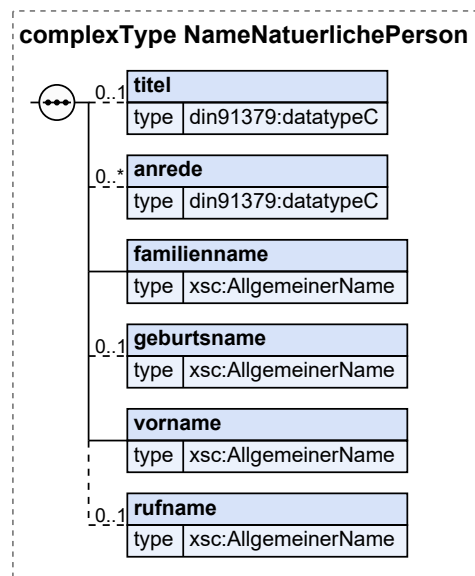 complexType NameNatuerlichePerson
0..1 titel
type din91379:datatypeC
0..* anrede
type din91379:datatypeC
familienname
type xsc:AllgemeinerName
0..1 geburtsname
type xsc:AllgemeinerName
vorname
type xsc:AllgemeinerName
0..1 rufname
type xsc:AllgemeinerName